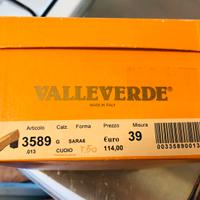 VALLEVERDE®
MADE IN ITALY
Articolo Calz. Forma Prezzo Misura
3589 G SARA6 €uro 39
.013 CUOIO 114,00